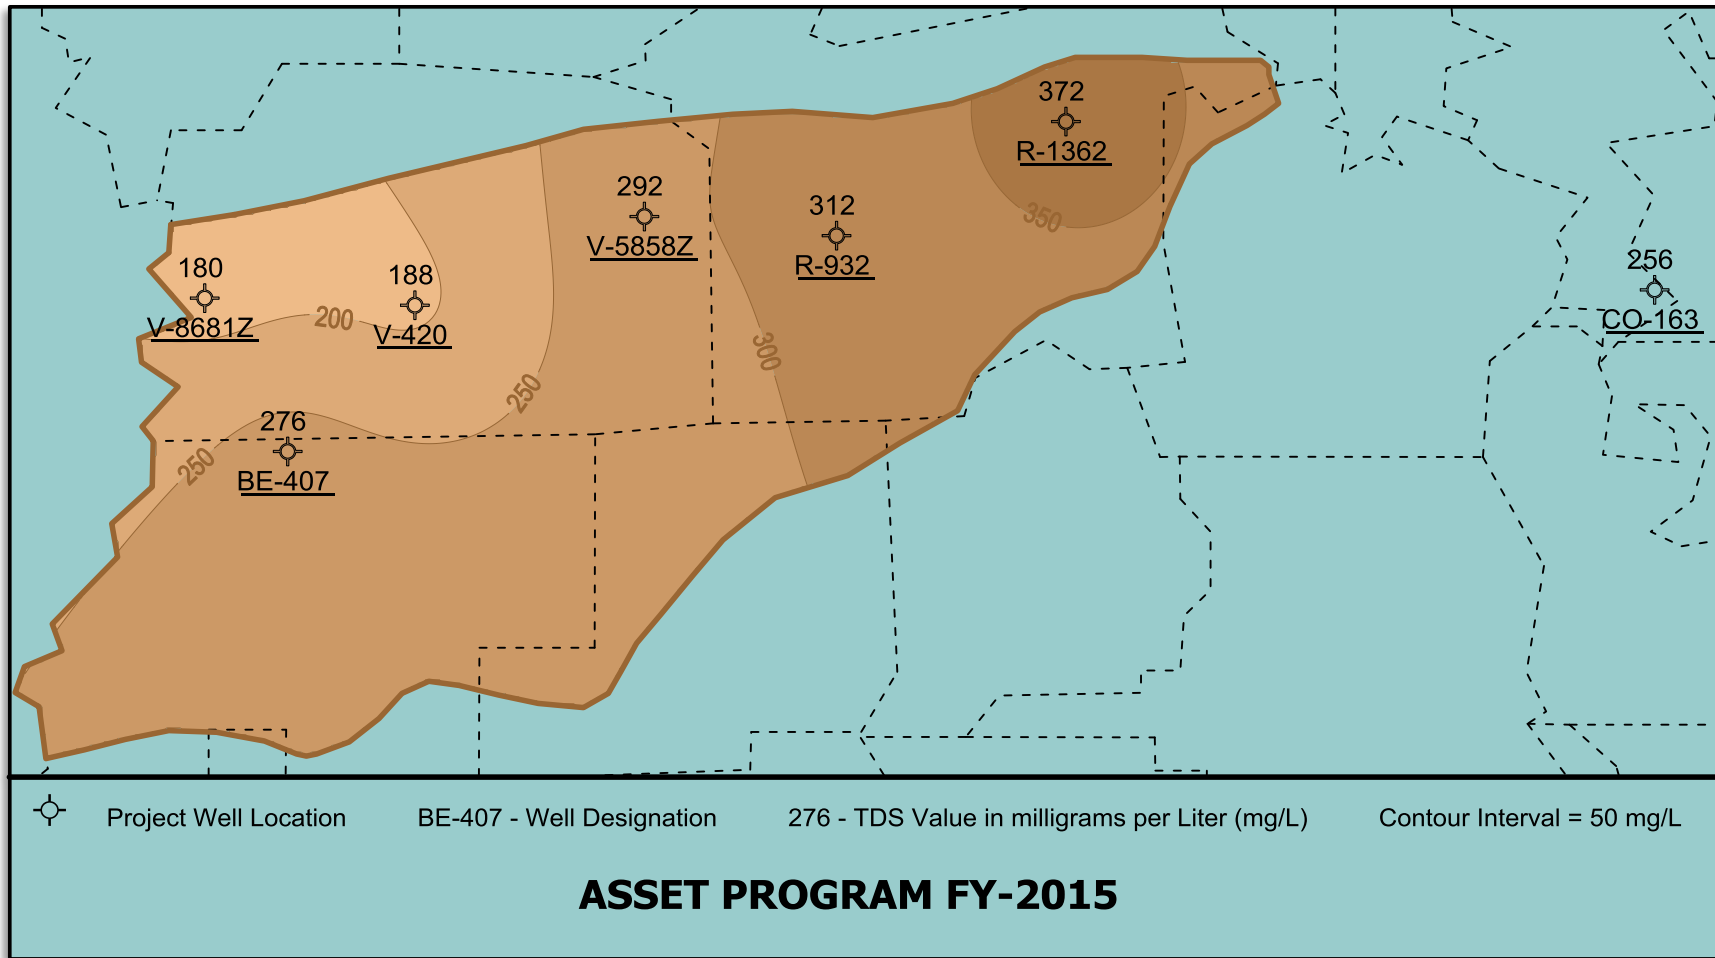 372
R-1362
350
292
V-5858Z
312
R-932
180
V-8681Z
188
V-420
200
256
CO-163
300
250
276
BE-407
250
Project Well Location BE-407 - Well Designation 276 - TDS Value in milligrams per Liter (mg/L) Contour Interval = 50 mg/L
ASSET PROGRAM FY-2015